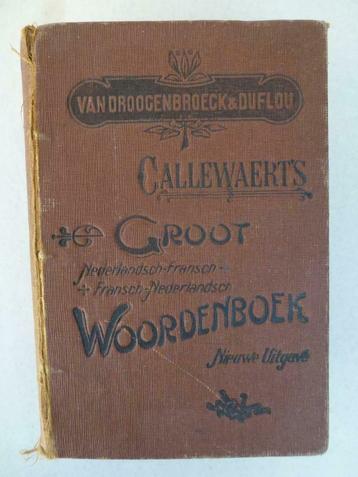 VAN DROOGENBROECK & DUFLOU
CALLEWAERT'S
GROOT
Nederlandsch-Fransch
Fransch-Nederlandsch
WOORDENBOEK
Nieuwe Uitgave